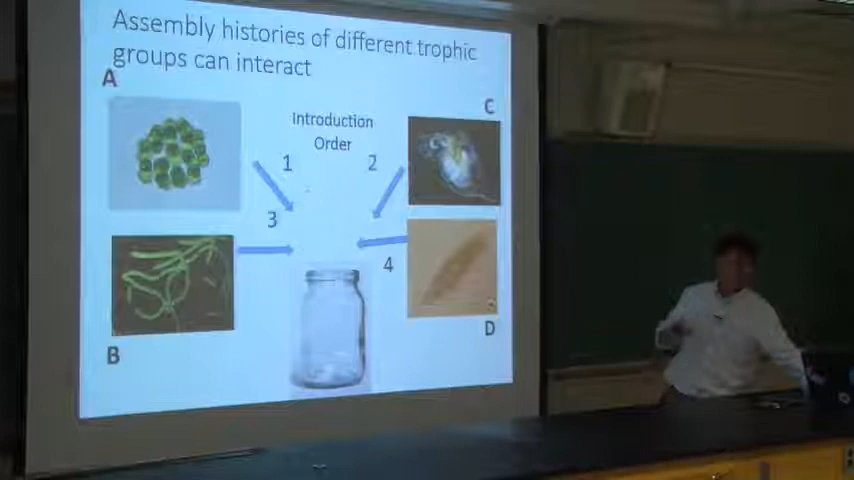 Assembly histories of different trophic
groups can interact
A
C
Introduction
Order
1
2
3
4
B
D